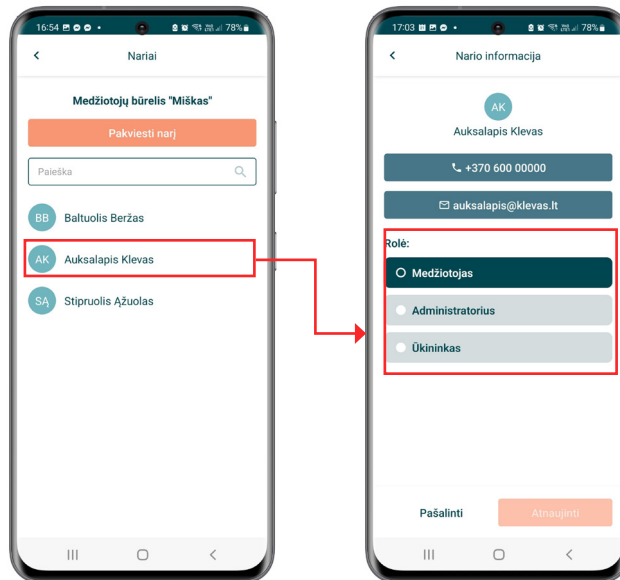 16:54
78%
Nariai
Medžiotojų būrelis "Miškas"
Pakviesti narį
Paieška
BB Baltuolis Beržas
AK Auksalapis Klevas
SĄ Stipruolis Ąžuolas
17:03
78%
Nario informacija
AK
Auksalapis Klevas
+370 600 00000
auksalapis@klevas.lt
Rolė:
Medžiotojas
Administratorius
Ūkininkas
Pašalinti
Atnaujinti